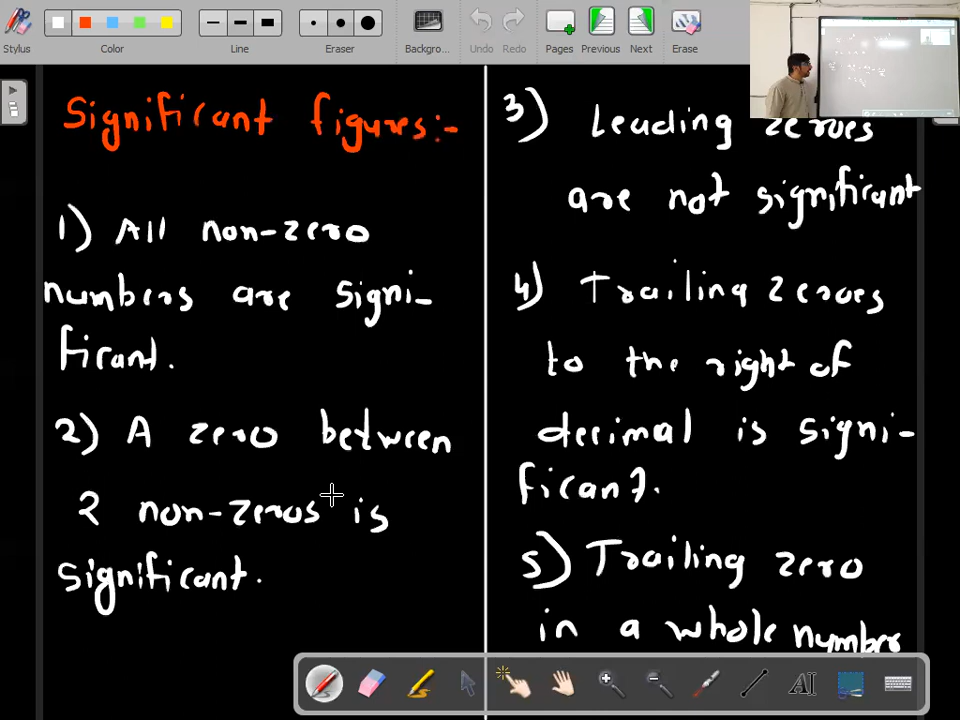 Stylus
Color
Line
Eraser
Backgro...
Undo
Redo
Pages
Previous
Next
Erase
Significant figures:-
1) All non-zero
numbers are signi-
ficant.
2) A zero between
2 non-zeros is
significant.
3) Leading zeroes
are not significant
4) Trailing zeroes
to the right of
decimal is signi-
ficant.
5) Trailing zero
in a whole number
AI